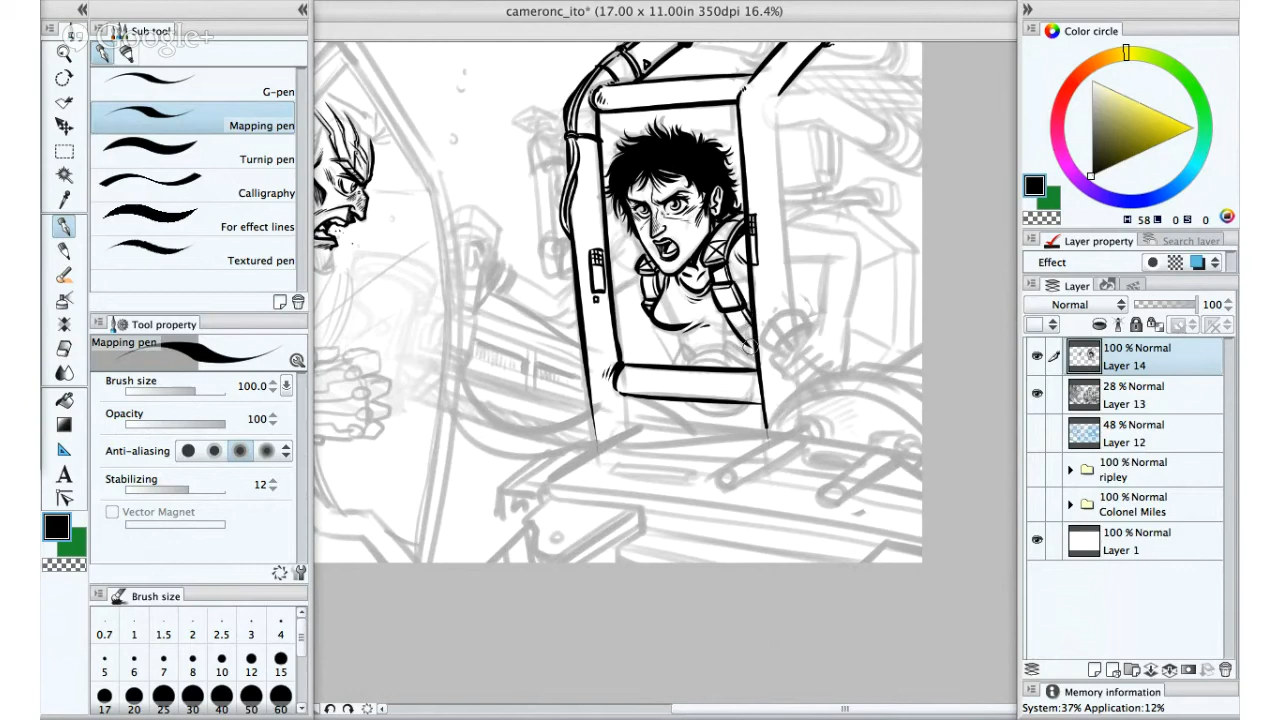 cameronc_ito* (17.00 x 11.00in 350dpi 16.4%)
Google+
Sub tool
G-pen
Mapping pen
Turnip pen
Calligraphy
For effect lines
Textured pen
Tool property
Mapping pen
Brush size 100.0
Opacity 100
Anti-aliasing
Stabilizing 12
Vector Magnet
Brush size
0.7 1 1.5 2 2.5 3 4
5 6 7 8 10 12 15
17 20 25 30 40 50 60
Color circle
H 58 L 0 S 0
Layer property
Search layer
Effect
Layer
Normal 100
100 % Normal
Layer 14
28 % Normal
Layer 13
48 % Normal
Layer 12
100 % Normal
ripley
100 % Normal
Colonel Miles
100 % Normal
Layer 1
Memory information
System:37% Application:12%